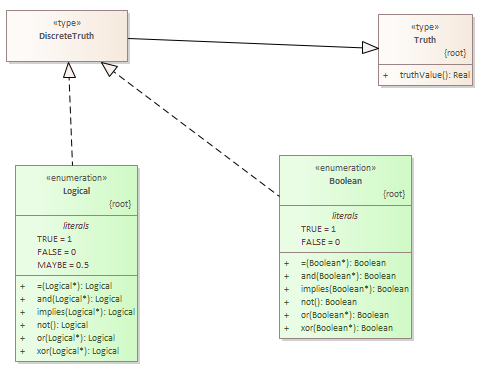 «type»
DiscreteTruth
«type»
Truth
{root}
+ truthValue(): Real
«enumeration»
Logical
{root}
literals
TRUE = 1
FALSE = 0
MAYBE = 0.5
+ =(Logical*): Logical
+ and(Logical*): Logical
+ implies(Logical*): Logical
+ not(): Logical
+ or(Logical*): Logical
+ xor(Logical*): Logical
«enumeration»
Boolean
{root}
literals
TRUE = 1
FALSE = 0
+ =(Boolean*): Boolean
+ and(Boolean*): Boolean
+ implies(Boolean*): Boolean
+ not(): Boolean
+ or(Boolean*): Boolean
+ xor(Boolean*): Boolean